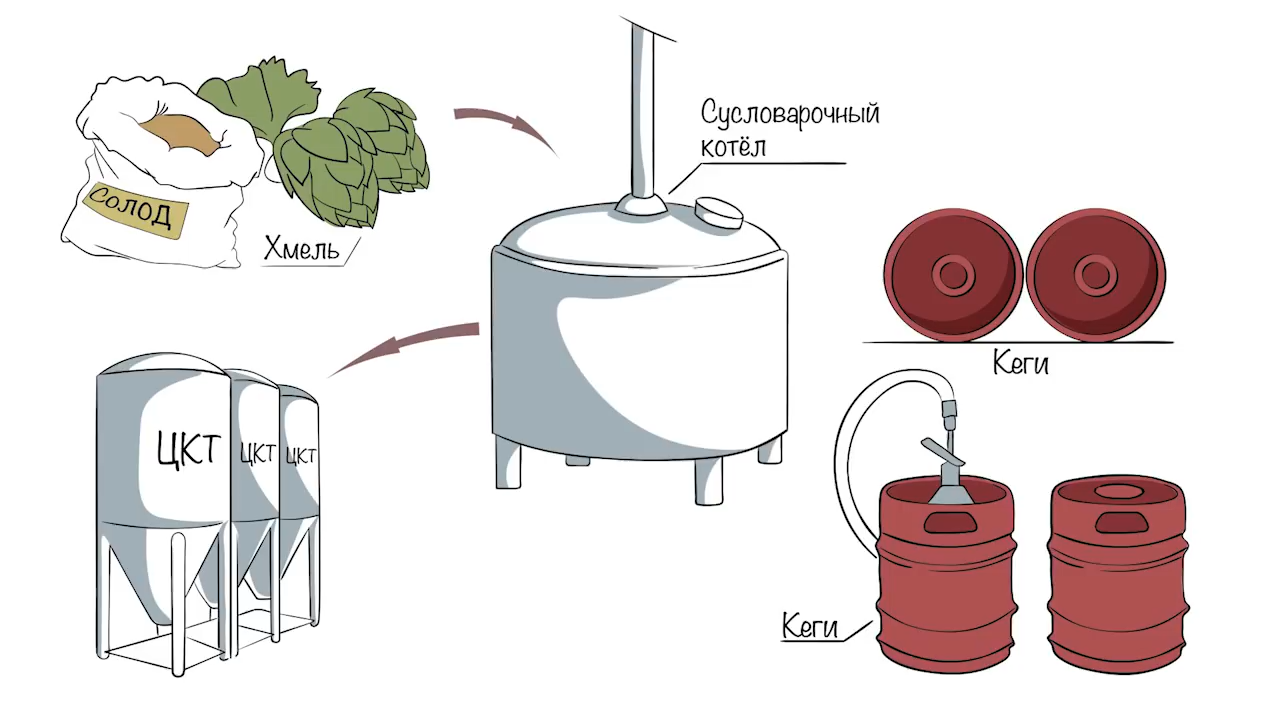 Солод
Хмель
Сусловарочный
котёл
ЦКТ
ЦКТ
ЦКТ
Кеги
Кеги